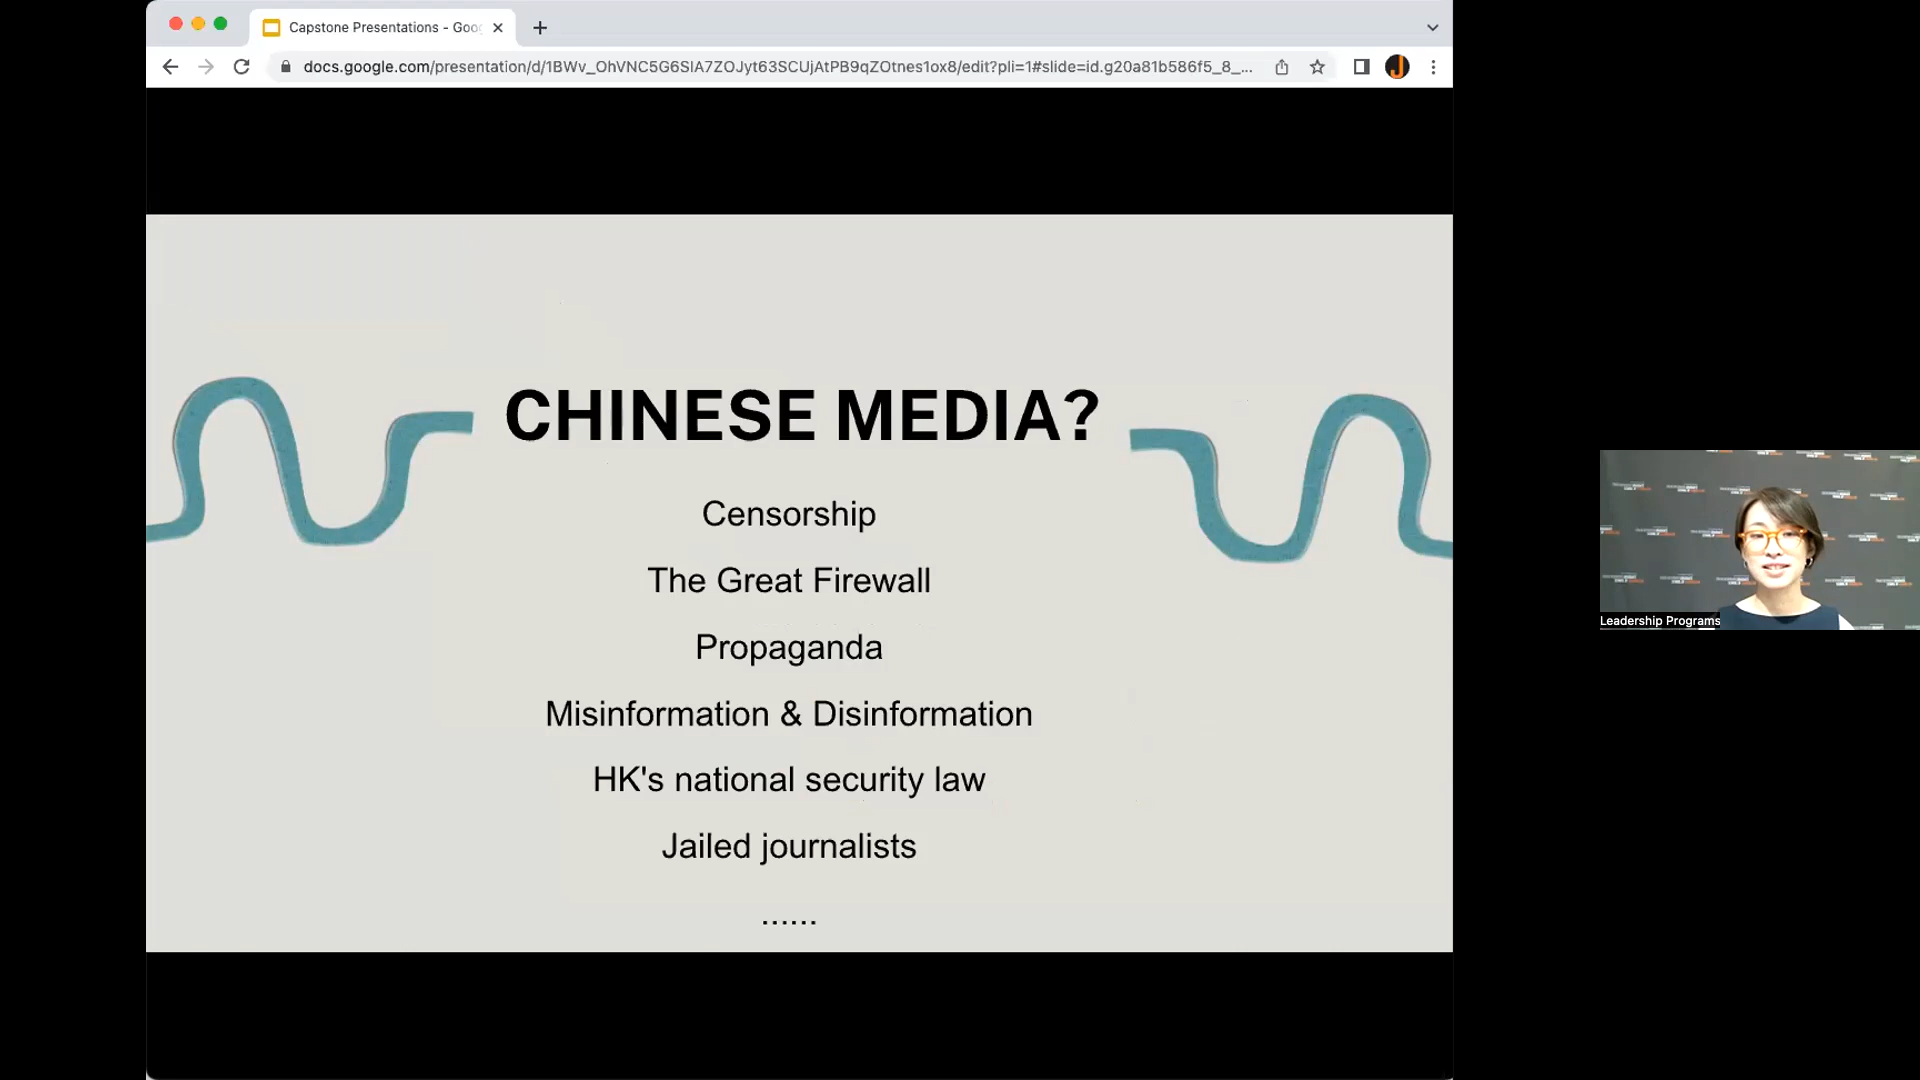 Capstone Presentations - Goo
docs.google.com/presentation/d/1BWv_OhVNC5G6SlA7ZOJyt63SCUjAtPB9qZOtnes1ox8/edit?pli=1#slide=id.g20a81b586f5_8_...
CHINESE MEDIA?
Censorship
The Great Firewall
Propaganda
Misinformation & Disinformation
HK's national security law
Jailed journalists
......
Leadership Programs